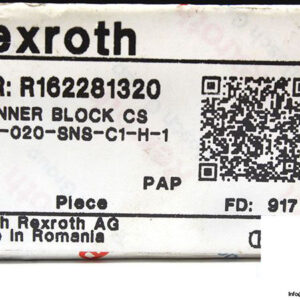 exroth
R: R162281320
NNER BLOCK CS
-020-SNS-C1-H-1
PAP
Piece
FD: 917
h Rexroth AG
e in Romania